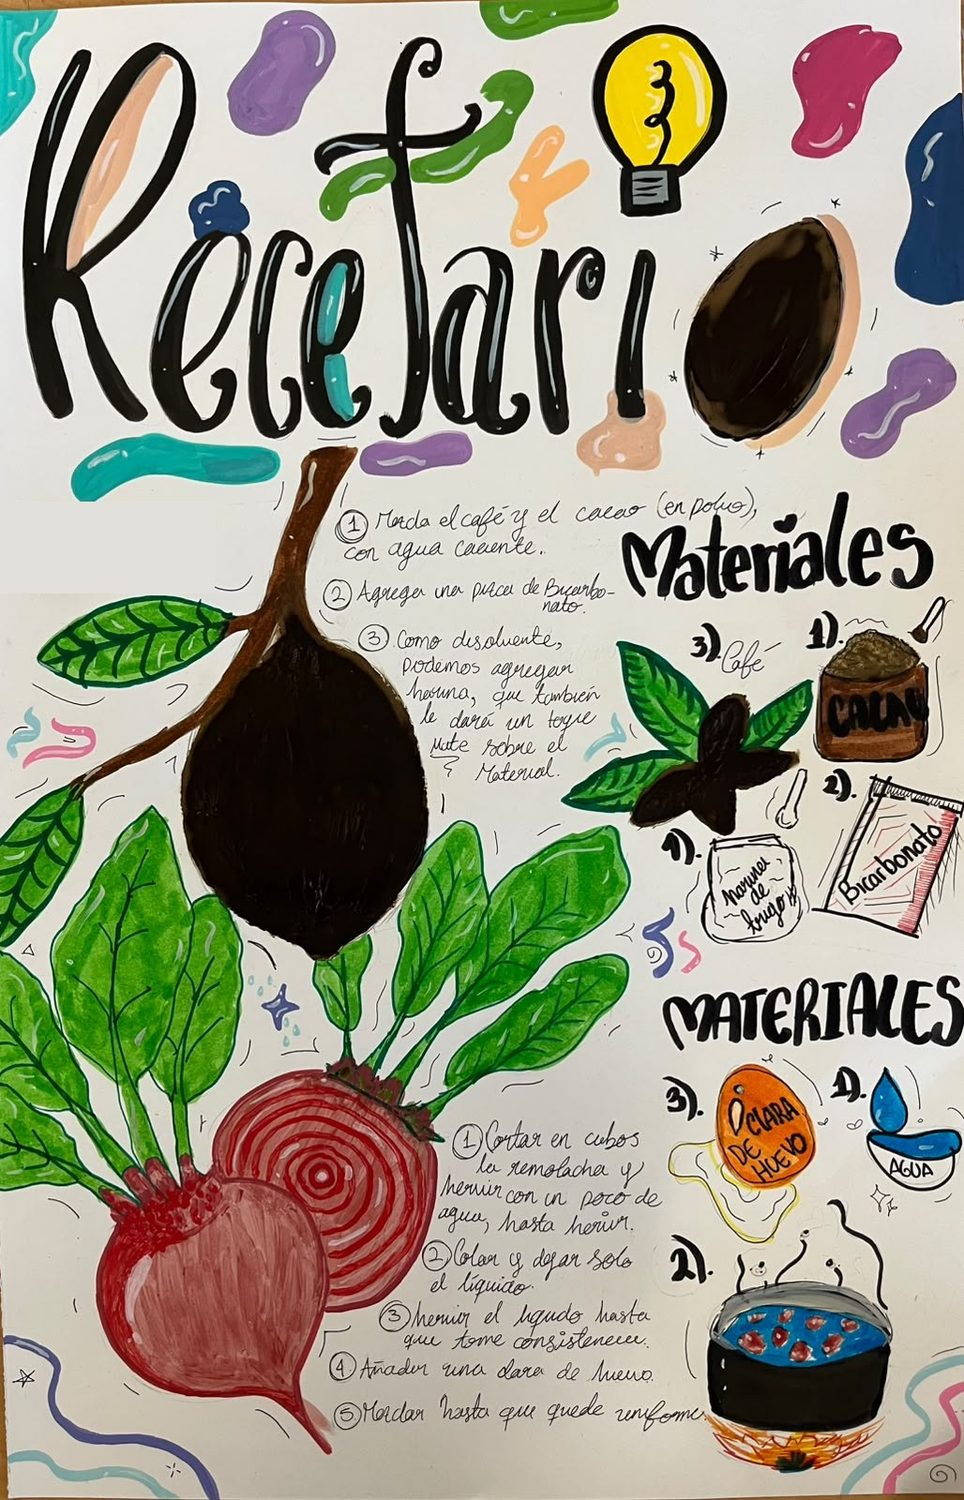 Recetario
① Mezcla el café y el cacao (en polvo),
con agua caliente.
② Agregar una pizca de Bicarbo-
nato.
③ Como disolvente,
podemos agregar
harina, que también
le dará un toque
Mate sobre el
Material.
Materiales
3). Café
1). CACAO
2). Bicarbonato
harina
de
trigo
① Cortar en cubos
la remolacha y
hervir con un poco de
agua, hasta hervir.
② Colar y dejar solo
el líquido.
③ hervir el líquido hasta
que tome consistencia.
④ Añadir una clara de huevo.
⑤ Mezclar hasta que quede uniforme
MATERIALES
3). CLARA
DE
HUEVO
1). AGUA
2).